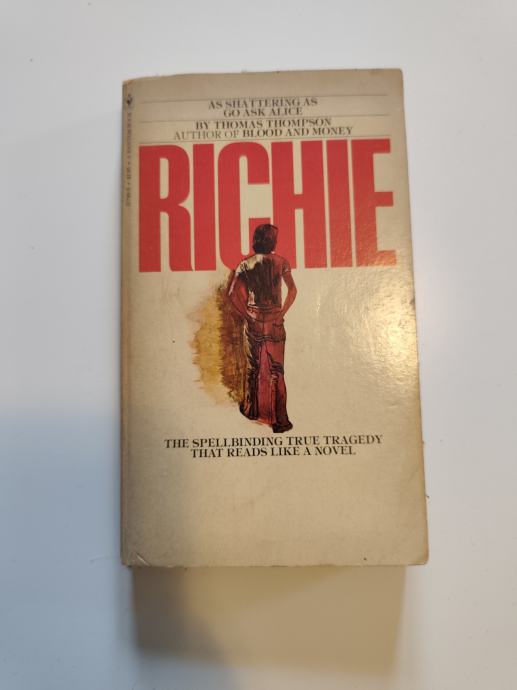 AS SHATTERING AS
GO ASK ALICE
BY THOMAS THOMPSON
AUTHOR OF BLOOD AND MONEY
RICHIE
THE SPELLBINDING TRUE TRAGEDY
THAT READS LIKE A NOVEL